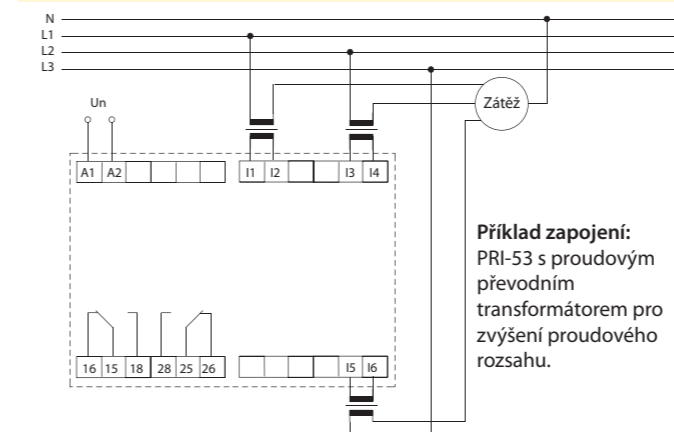 N
L1
L2
L3
Un
Zátěž
A1 A2 I1 I2 I3 I4
Příklad zapojení:
PRI-53 s proudovým
převodním
transformátorem pro
zvýšení proudového
rozsahu.
16 15 18 28 25 26 I5 I6